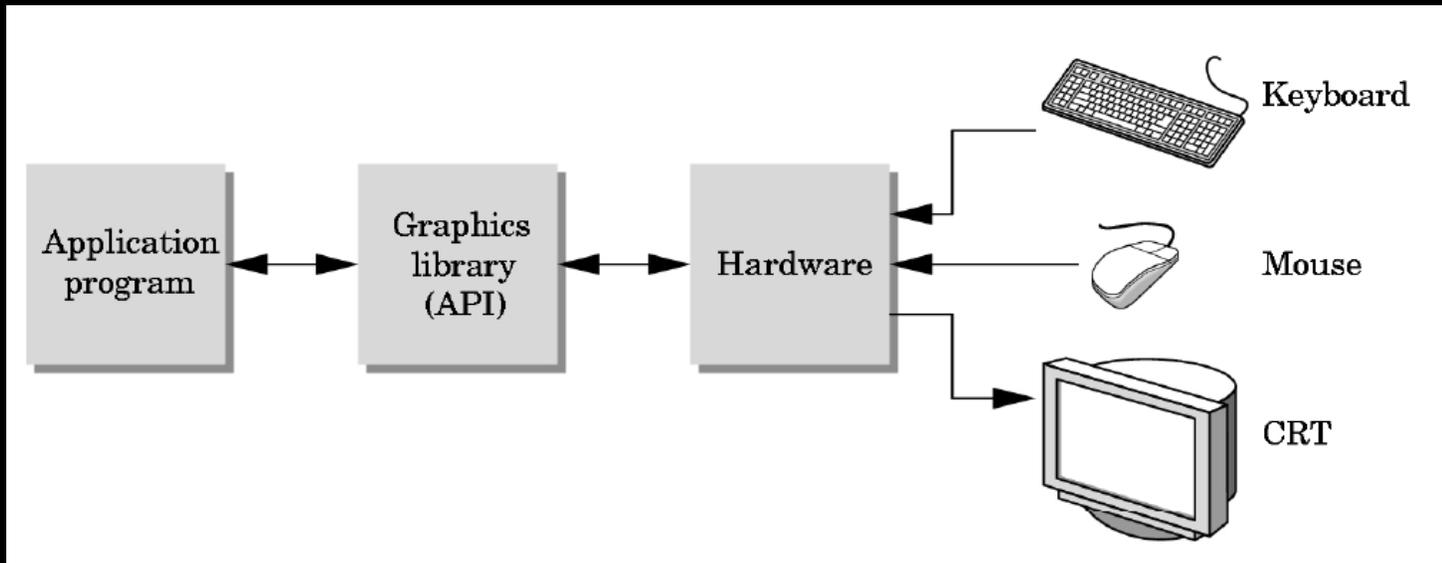 Application
program
Graphics
library
(API)
Hardware
Keyboard
Mouse
CRT